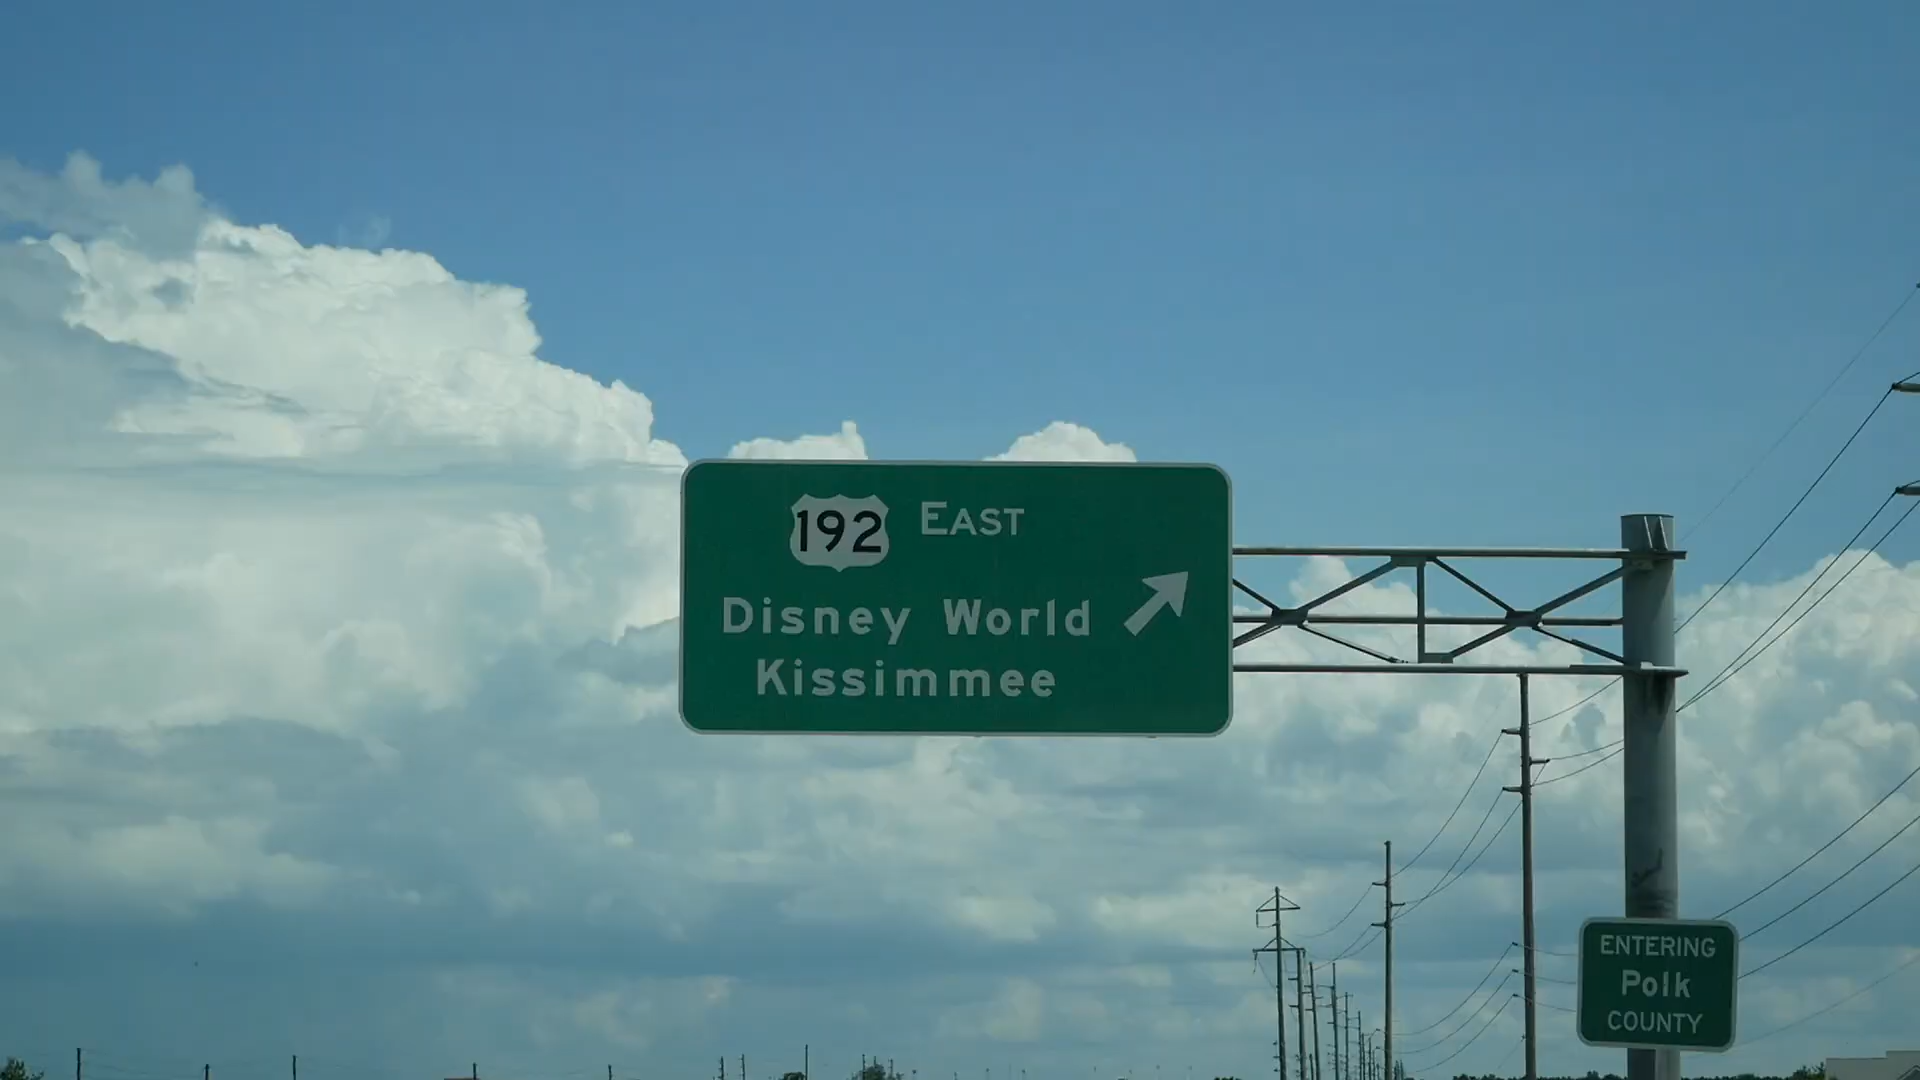 192 EAST
Disney World
Kissimmee
ENTERING
Polk
COUNTY